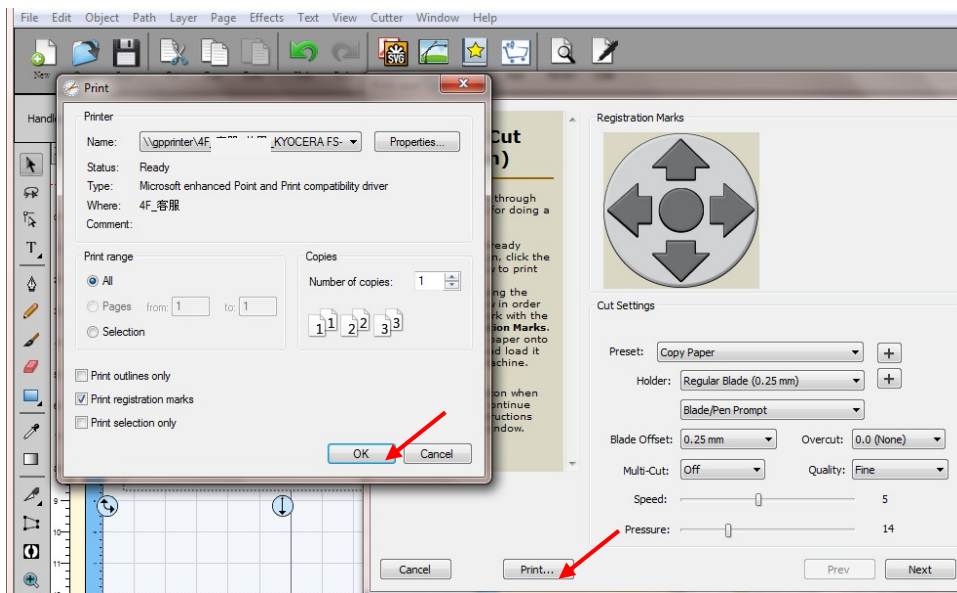 File Edit Object Path Layer Page Effects Text View Cutter Window Help
New
Print
Printer
Name: \\gpprinter\4F_ _KYOCERA FS- Properties...
Status: Ready
Type: Microsoft enhanced Point and Print compatibility driver
Where: 4F_客服
Comment:
Print range
All
Pages from: 1 to: 1
Selection
Copies
Number of copies: 1
1 1 2 2 3 3
Print outlines only
Print registration marks
Print selection only
OK Cancel
Handl
T
9
10
11
Cut
through
for doing a
ready
n, click the
to print
ng the
in order
rk with the
ion Marks.
paper onto
d load it
achine.
on when
ontinue
ructions
ndow.
Registration Marks
Cut Settings
Preset: Copy Paper
Holder: Regular Blade (0.25 mm)
Blade/Pen Prompt
Blade Offset: 0.25 mm Overcut: 0.0 (None)
Multi-Cut: Off Quality: Fine
Speed: 5
Pressure: 14
Cancel Print... Prev Next